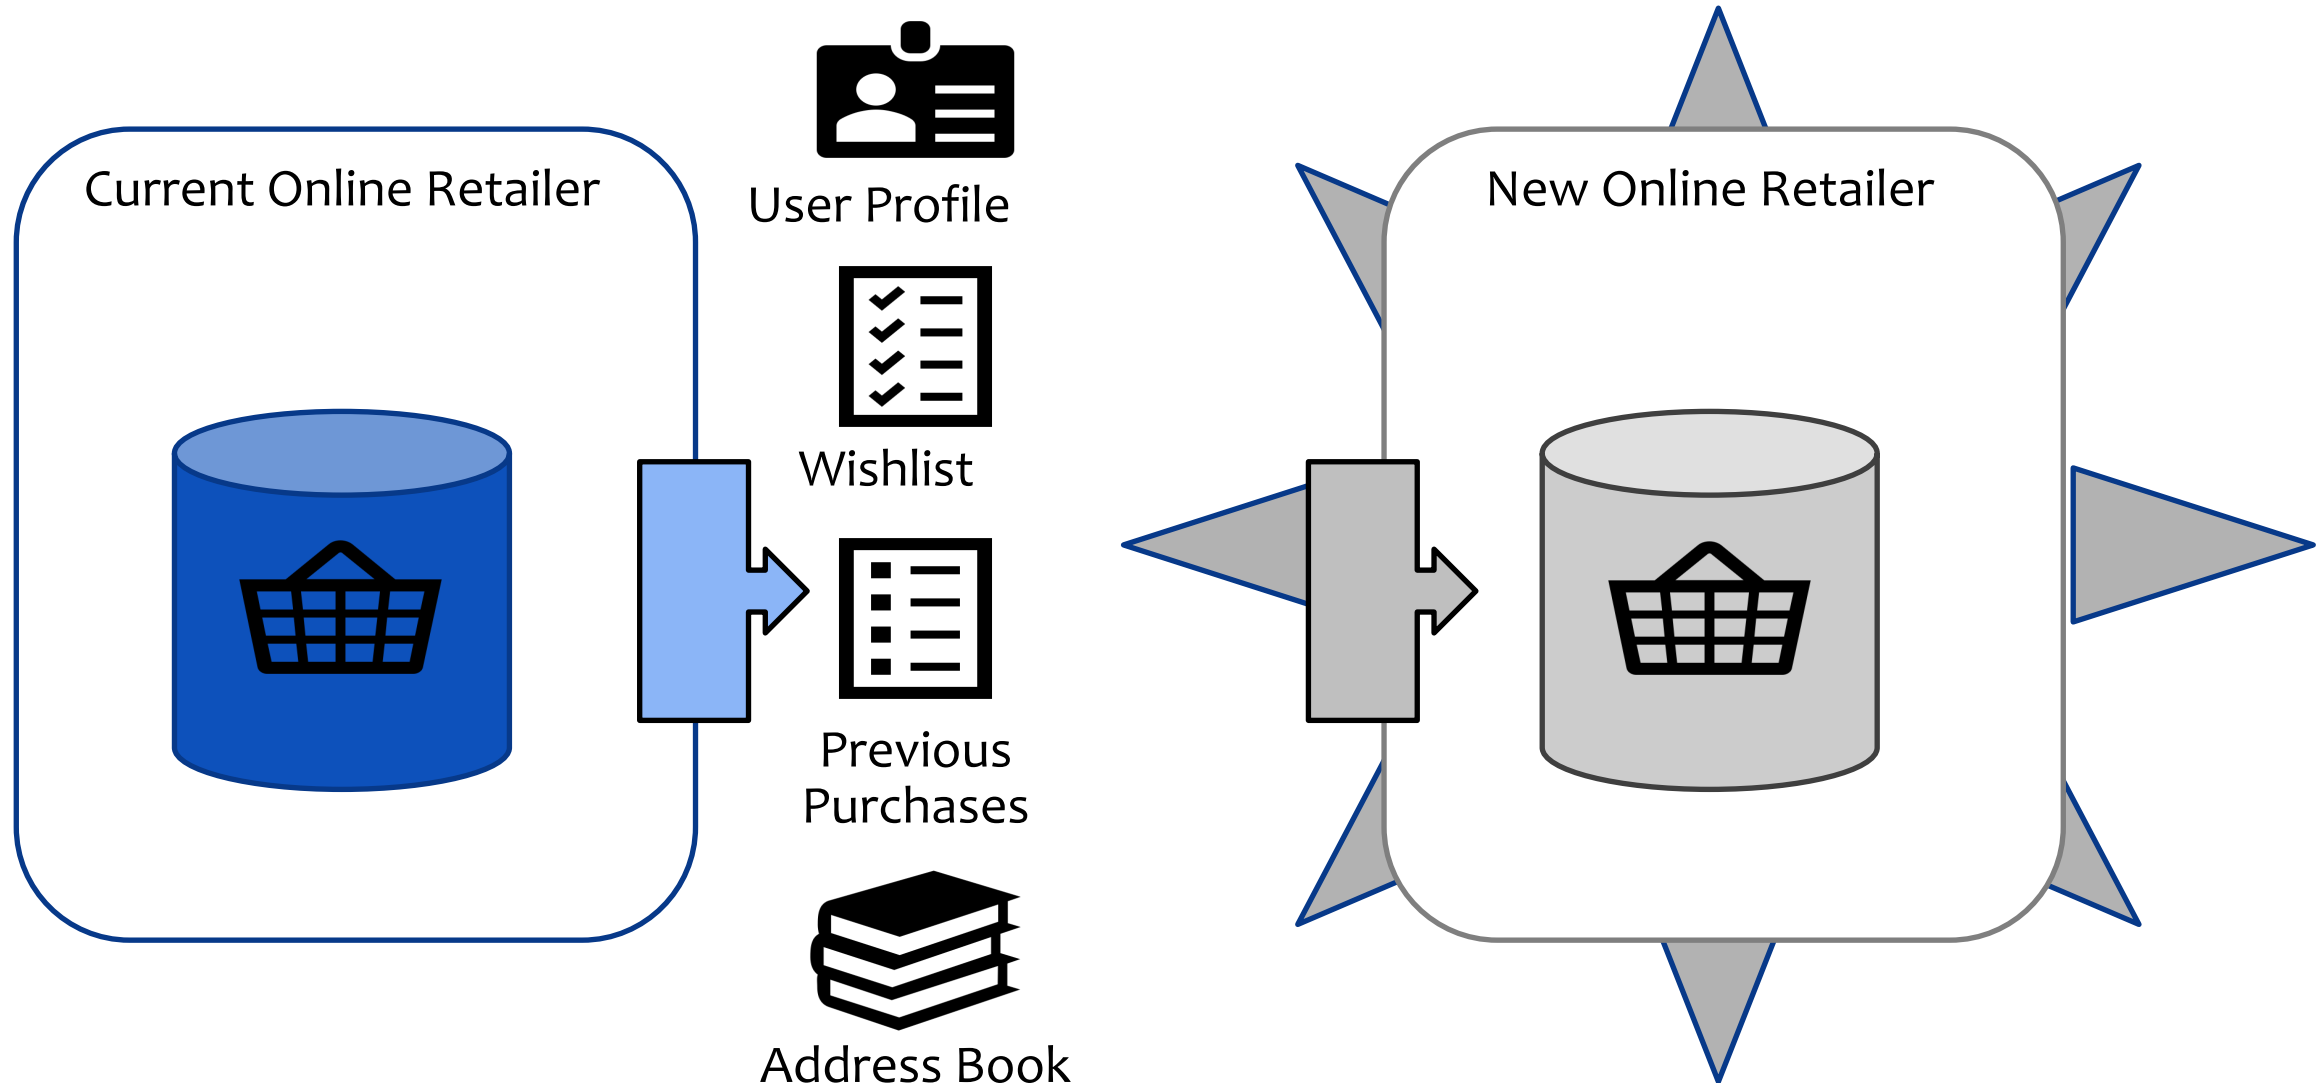 Current Online Retailer
User Profile
Wishlist
Previous
Purchases
Address Book
New Online Retailer